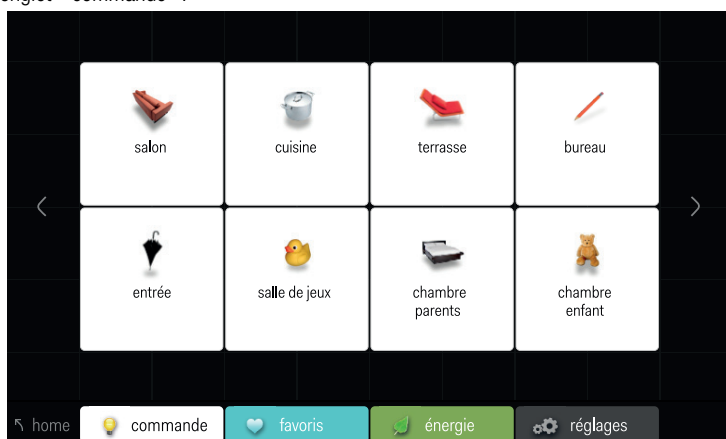 onglet « commande ».
salon
cuisine
terrasse
bureau
entrée
salle de jeux
chambre
parents
chambre
enfant
home
commande
favoris
énergie
réglages